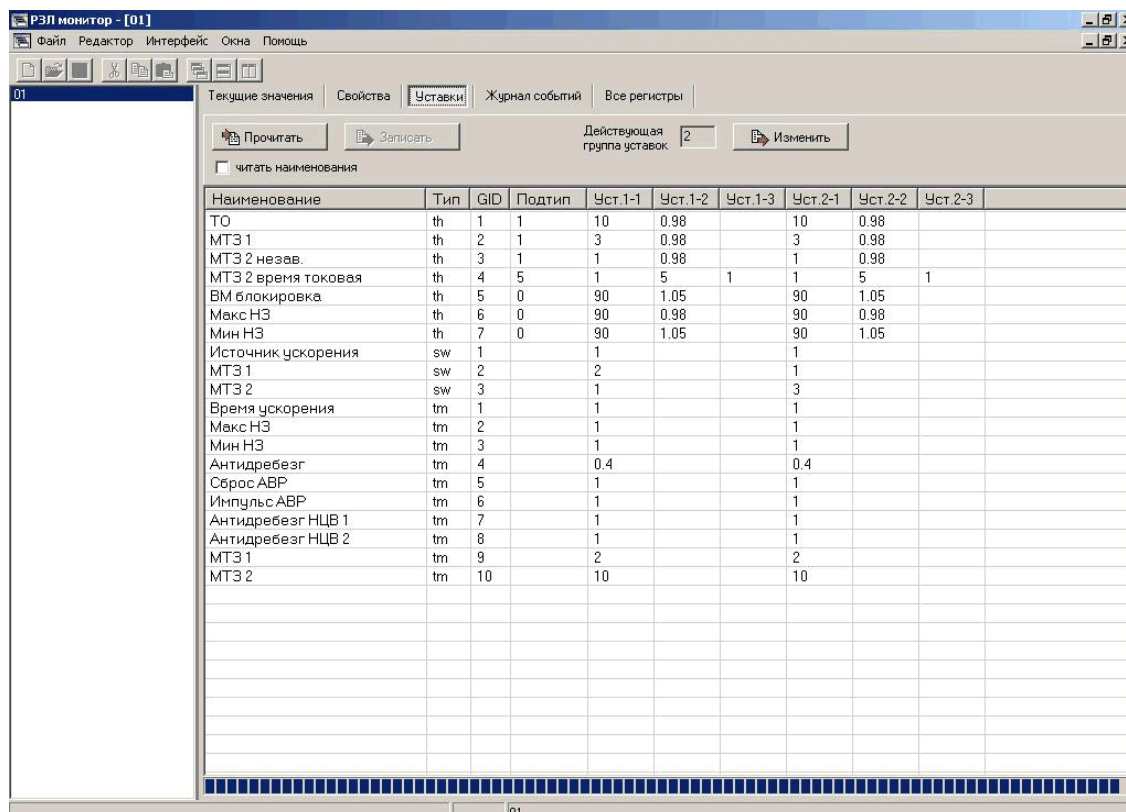 РЗЛ монитор - [01]
Файл Редактор Интерфейс Окна Помощь
01
Текущие значения Свойства Уставки Журнал событий Все регистры
Прочитать Записать Действующая группа уставок 2 Изменить
читать наименования
Наименование Тип GID Подтип Уст.1-1 Уст.1-2 Уст.1-3 Уст.2-1 Уст.2-2 Уст.2-3
ТО th 1 1 10 0.98 10 0.98
МТЗ 1 th 2 1 3 0.98 3 0.98
МТЗ 2 незав. th 3 1 1 0.98 1 0.98
МТЗ 2 время токовая th 4 5 1 5 1 1 5 1
ВМ блокировка th 5 0 90 1.05 90 1.05
Макс НЗ th 6 0 90 0.98 90 0.98
Мин НЗ th 7 0 90 1.05 90 1.05
Источник ускорения sw 1 1 1
МТЗ 1 sw 2 2 1
МТЗ 2 sw 3 1 3
Время ускорения tm 1 1 1
Макс НЗ tm 2 1 1
Мин НЗ tm 3 1 1
Антидребезг tm 4 0.4 0.4
Сброс АВР tm 5 1 1
Импульс АВР tm 6 1 1
Антидребезг НЦВ 1 tm 7 1 1
Антидребезг НЦВ 2 tm 8 1 1
МТЗ 1 tm 9 2 2
МТЗ 2 tm 10 10 10
01